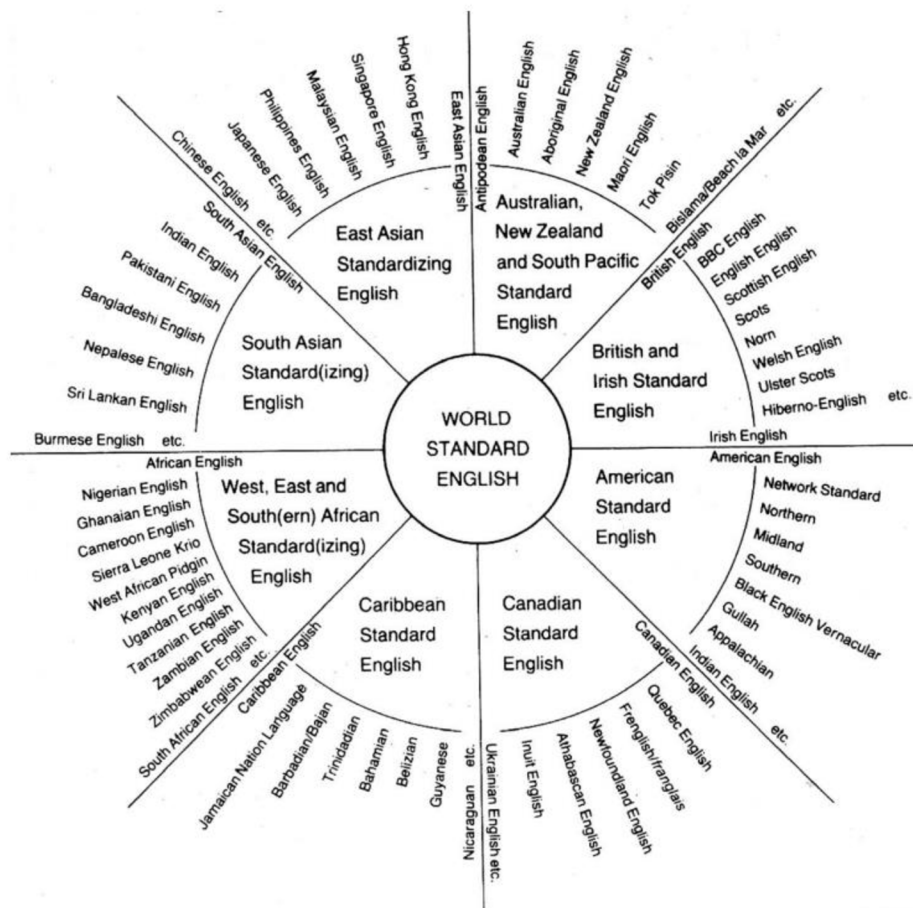 WORLD
STANDARD
ENGLISH
Antipodean English
Australian,
New Zealand
and South Pacific
Standard
English
Australian English
Aboriginal English
New Zealand English
Maori English
Tok Pisin
Bislama/Beach la Mar etc.
British English
British and
Irish Standard
English
BBC English
English English
Scottish English
Scots
Norn
Welsh English
Ulster Scots
Hiberno-English etc.
Irish English
American English
American
Standard
English
Network Standard
Northern
Midland
Southern
Black English Vernacular
Gullah
Appalachian
Indian English etc.
Canadian English
Canadian
Standard
English
Quebec English
Frenglish/franglais
Newfoundland English
Athabascan English
Inuit English
Ukrainian English etc.
Caribbean English
Caribbean
Standard
English
Jamaican Nation Language
Barbadian/Bajan
Trinidadian
Bahamian
Belizian
Guyanese
Nicaraguan etc.
African English
West, East and
South(ern) African
Standard(izing)
English
Nigerian English
Ghanaian English
Cameroon English
Sierra Leone Krio
West African Pidgin
Kenyan English
Ugandan English
Tanzanian English
Zambian English
Zimbabwean English
South African English etc.
South Asian English
South Asian
Standard(izing)
English
Indian English
Pakistani English
Bangladeshi English
Nepalese English
Sri Lankan English
Burmese English etc.
East Asian English
East Asian
Standardizing
English
Hong Kong English
Singapore English
Malaysian English
Philippines English
Japanese English
Chinese English etc.